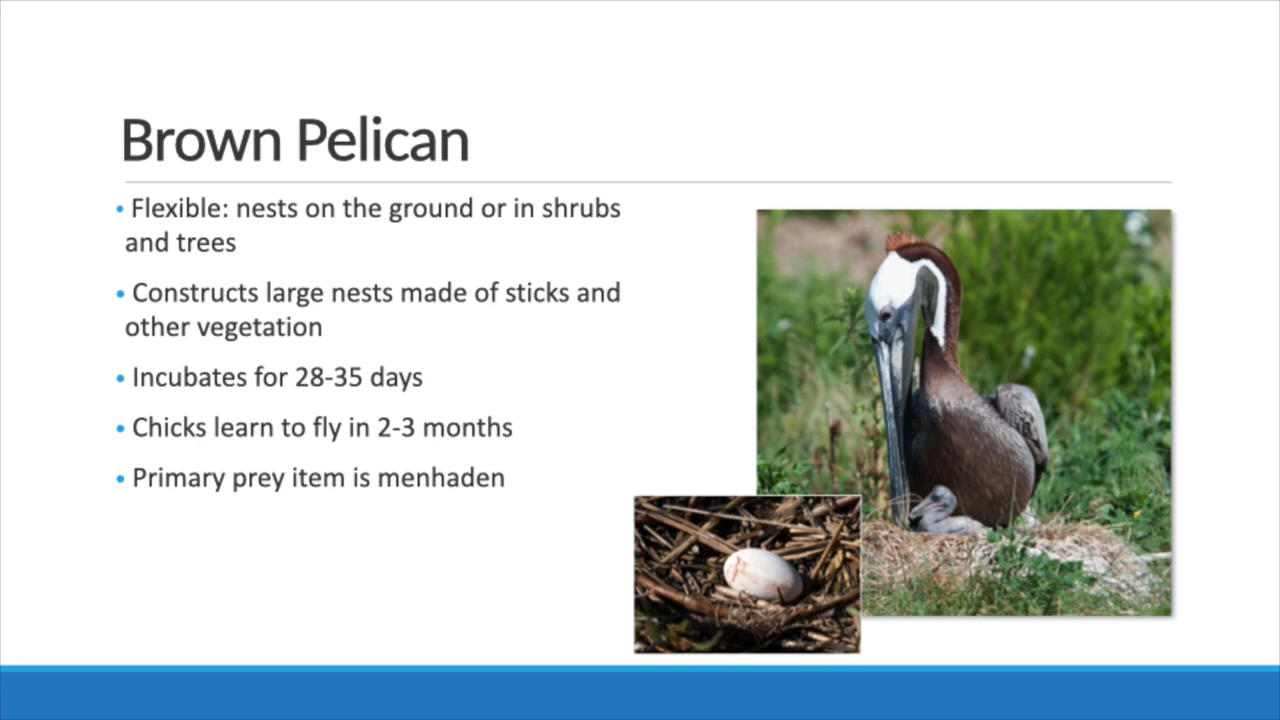 Brown Pelican
• Flexible: nests on the ground or in shrubs
and trees
• Constructs large nests made of sticks and
other vegetation
• Incubates for 28-35 days
• Chicks learn to fly in 2-3 months
• Primary prey item is menhaden